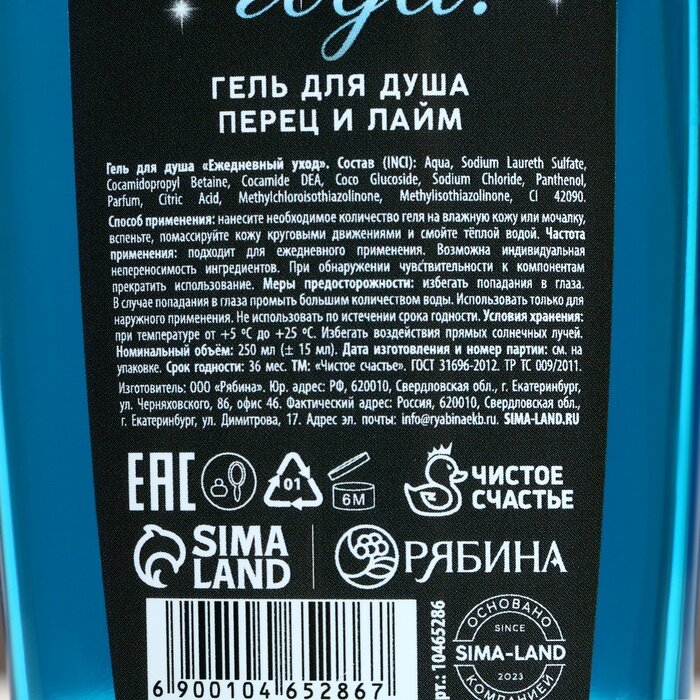 года!
ГЕЛЬ ДЛЯ ДУША
ПЕРЕЦ И ЛАЙМ
Гель для душа «Ежедневный уход». Состав (INCI): Aqua, Sodium Laureth Sulfate,
Cocamidopropyl Betaine, Cocamide DEA, Coco Glucoside, Sodium Chloride, Panthenol,
Parfum, Citric Acid, Methylchloroisothiazolinone, Methylisothiazolinone, CI 42090.
Способ применения: нанесите необходимое количество геля на влажную кожу или мочалку,
вспеньте, помассируйте кожу круговыми движениями и смойте тёплой водой. Частота
применения: подходит для ежедневного применения. Возможна индивидуальная
непереносимость ингредиентов. При обнаружении чувствительности к компонентам
прекратить использование. Меры предосторожности: избегать попадания в глаза.
В случае попадания в глаза промыть большим количеством воды. Использовать только для
наружного применения. Не использовать по истечении срока годности. Условия хранения:
при температуре от +5 ºС до +25 ºС. Избегать воздействия прямых солнечных лучей.
Номинальный объём: 250 мл (± 15 мл). Дата изготовления и номер партии: см. на
упаковке. Срок годности: 36 мес. ТМ: «Чистое счастье». ГОСТ 31696-2012. ТР ТС 009/2011.
Изготовитель: ООО «Рябина». Юр. адрес: РФ, 620010, Свердловская обл., г. Екатеринбург,
ул. Черняховского, 86, офис 46. Фактический адрес: Россия, 620010, Свердловская обл.,
г. Екатеринбург, ул. Димитрова, 17. Адрес эл. почты: info@ryabinaekb.ru. SIMA-LAND.RU
EAC
01
6M
ЧИСТОЕ
СЧАСТЬЕ
SIMA
LAND
РЯБИНА
6 900104 652867
Арт.: 10465286
ОСНОВАНО
SINCE
SIMA-LAND
2023
КОМПАНИЕЙ